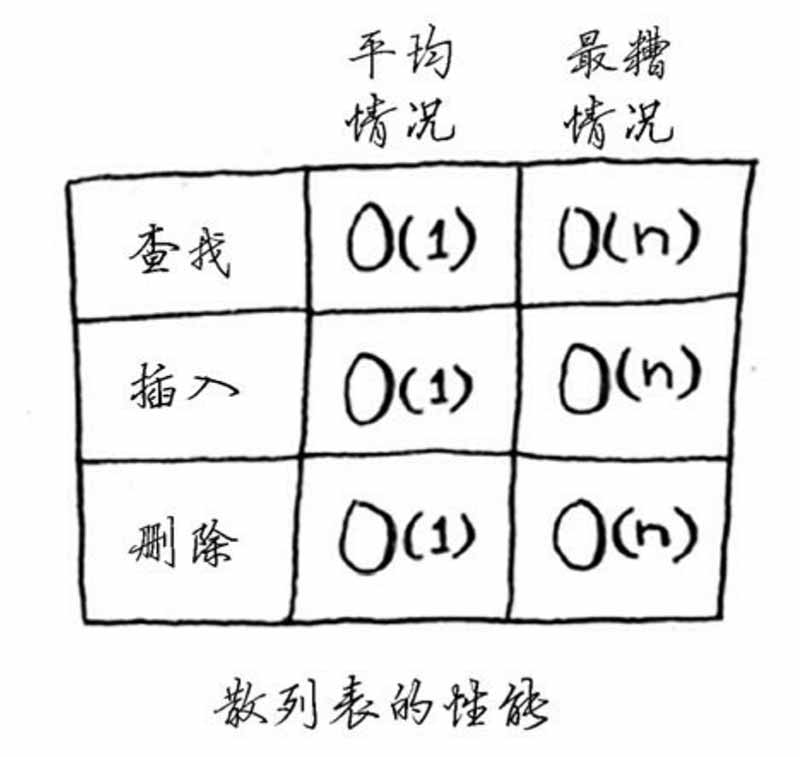 平均 最糟
情况 情况
查找 O(1) O(n)
插入 O(1) O(n)
删除 O(1) O(n)
散列表的性能